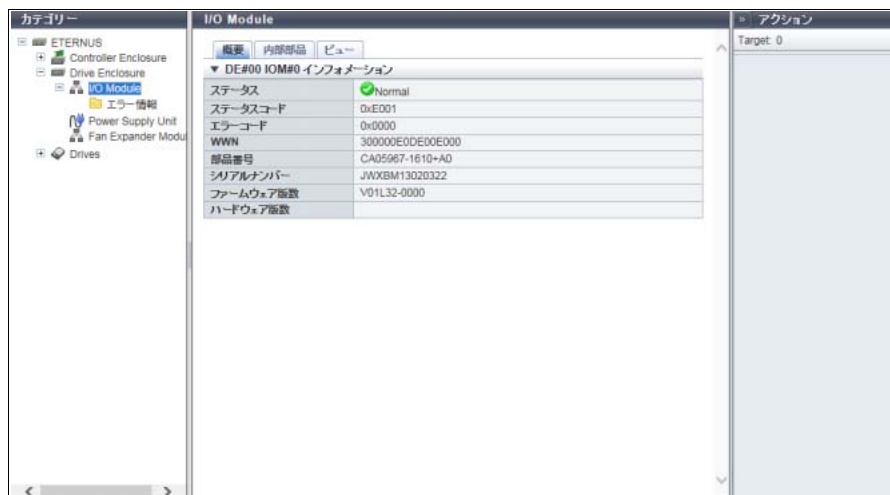 カテゴリー
ETERNUS
Controller Enclosure
Drive Enclosure
I/O Module
エラー情報
Power Supply Unit
Fan Expander Modul
Drives
I/O Module
概要 内部部品 ビュー
▼ DE#00 IOM#0 インフォメーション
ステータス Normal
ステータスコード 0xE001
エラーコード 0x0000
WWN 300000E0DE00E000
部品番号 CA05967-1610+A0
シリアルナンバー JWXBM13020322
ファームウェア版数 V01L32-0000
ハードウェア版数
» アクション
Target: 0